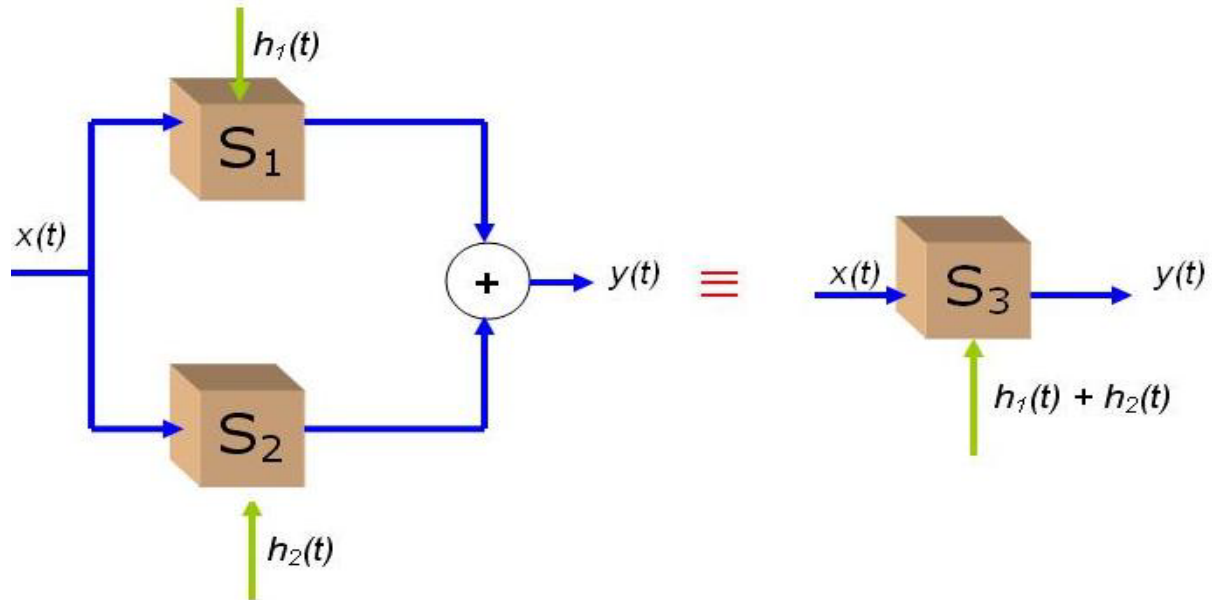 h₁(t)
S₁
x(t)
+
y(t)
≡
x(t)
S₃
y(t)
h₁(t) + h₂(t)
S₂
h₂(t)